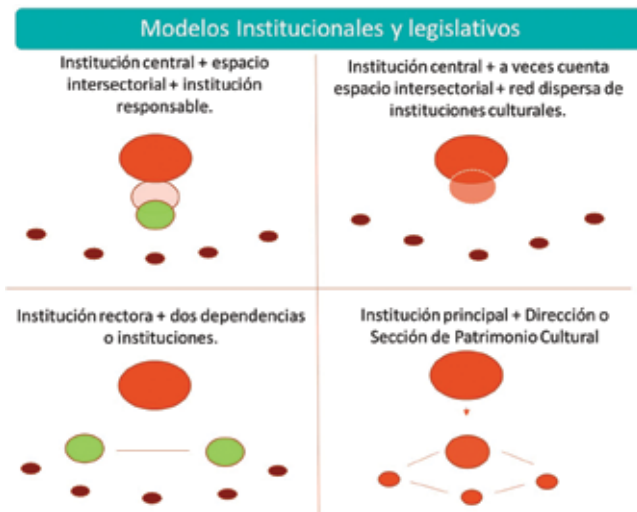 Modelos Institucionales y legislativos
Institución central + espacio
intersectorial + institución
responsable.
Institución central + a veces cuenta
espacio intersectorial + red dispersa de
instituciones culturales.
Institución rectora + dos dependencias
o instituciones.
Institución principal + Dirección o
Sección de Patrimonio Cultural